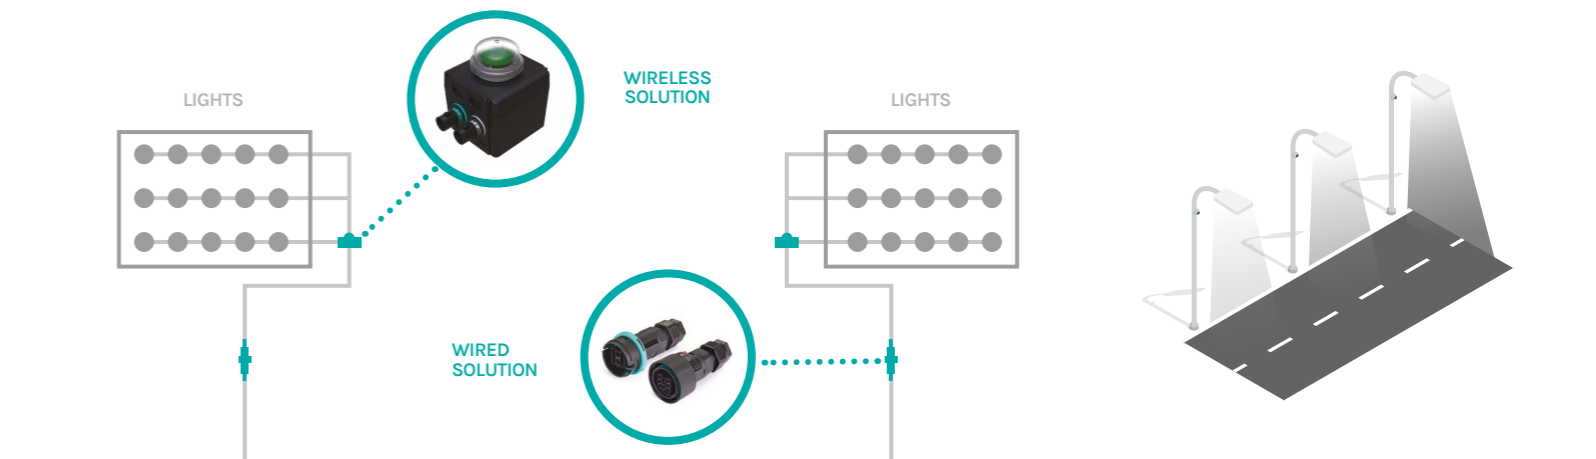 LIGHTS
WIRELESS
SOLUTION
LIGHTS
WIRED
SOLUTION